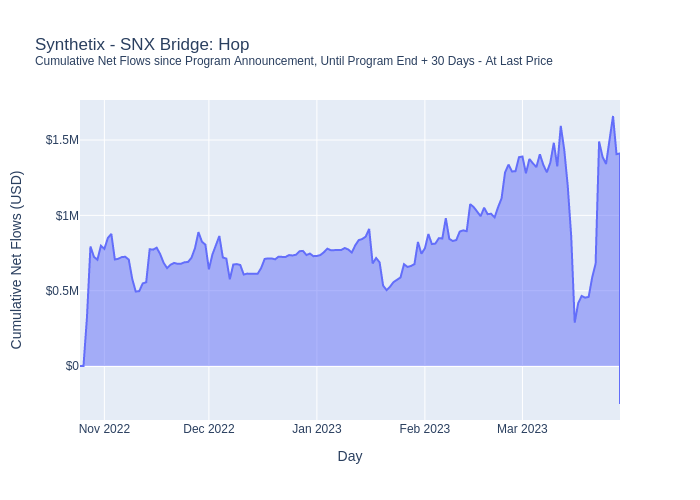 Synthetix - SNX Bridge: Hop
Cumulative Net Flows since Program Announcement, Until Program End + 30 Days - At Last Price
Cumulative Net Flows (USD)
$1.5M
$1M
$0.5M
$0
Nov 2022
Dec 2022
Jan 2023
Feb 2023
Mar 2023
Day